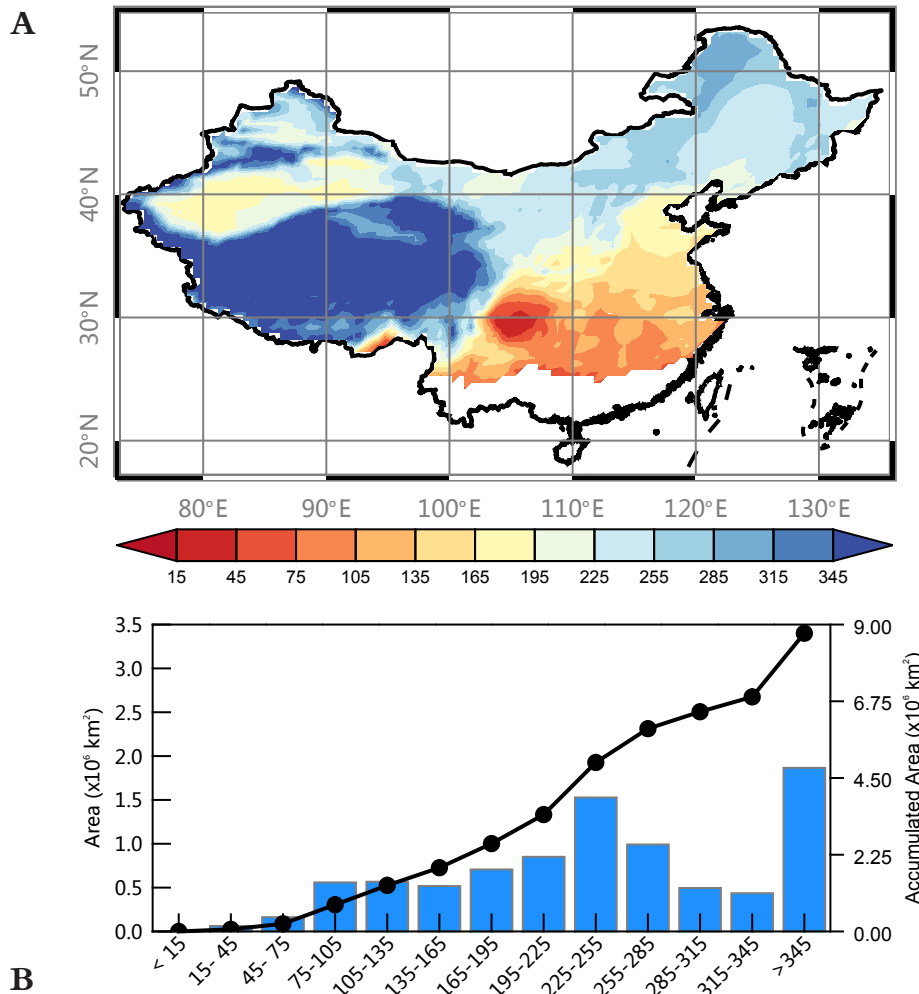 A
50°N
40°N
30°N
20°N
80°E 90°E 100°E 110°E 120°E 130°E
15 45 75 105 135 165 195 225 255 285 315 345
3.5
3.0
2.5
2.0
1.5
1.0
0.5
0.0
Area (x10⁶ km²)
9.00
6.75
4.50
2.25
0.00
Accumulated Area (x10⁶ km²)
< 15 15- 45 45- 75 75-105 105-135 135-165 165-195 195-225 225-255 255-285 285-315 315-345 >345
B